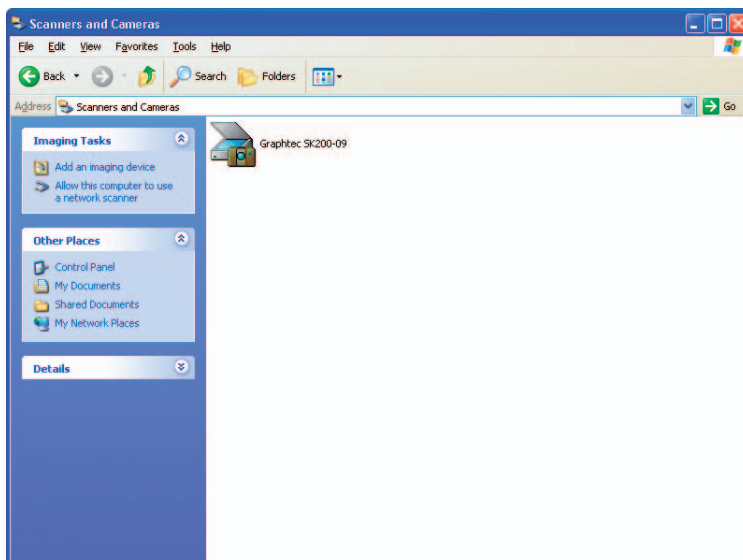 Scanners and Cameras
File Edit View Favorites Tools Help
Back Search Folders
Address Scanners and Cameras Go
Imaging Tasks
Add an imaging device
Allow this computer to use
a network scanner
Other Places
Control Panel
My Documents
Shared Documents
My Network Places
Details
Graphtec SK200-09